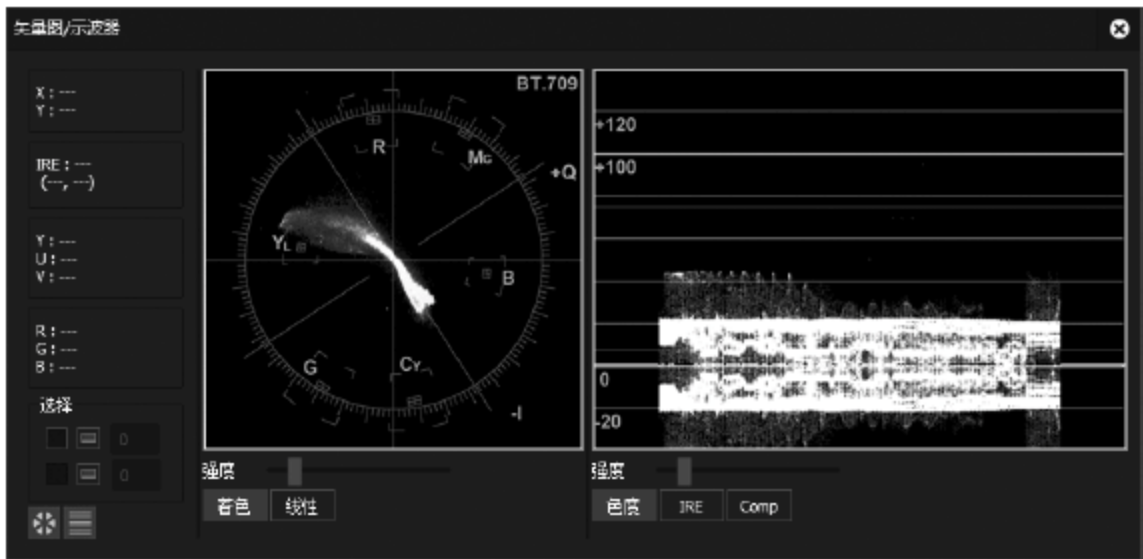 矢量图/示波器
X : ---
Y : ---
IRE : ---
(---, ---)
Y : ---
U : ---
V : ---
R : ---
G : ---
B : ---
选择
0
0
BT.709
R
MG
+Q
YL
B
G
CY
-I
强度
着色
线性
+120
+100
0
-20
强度
色度
IRE
Comp